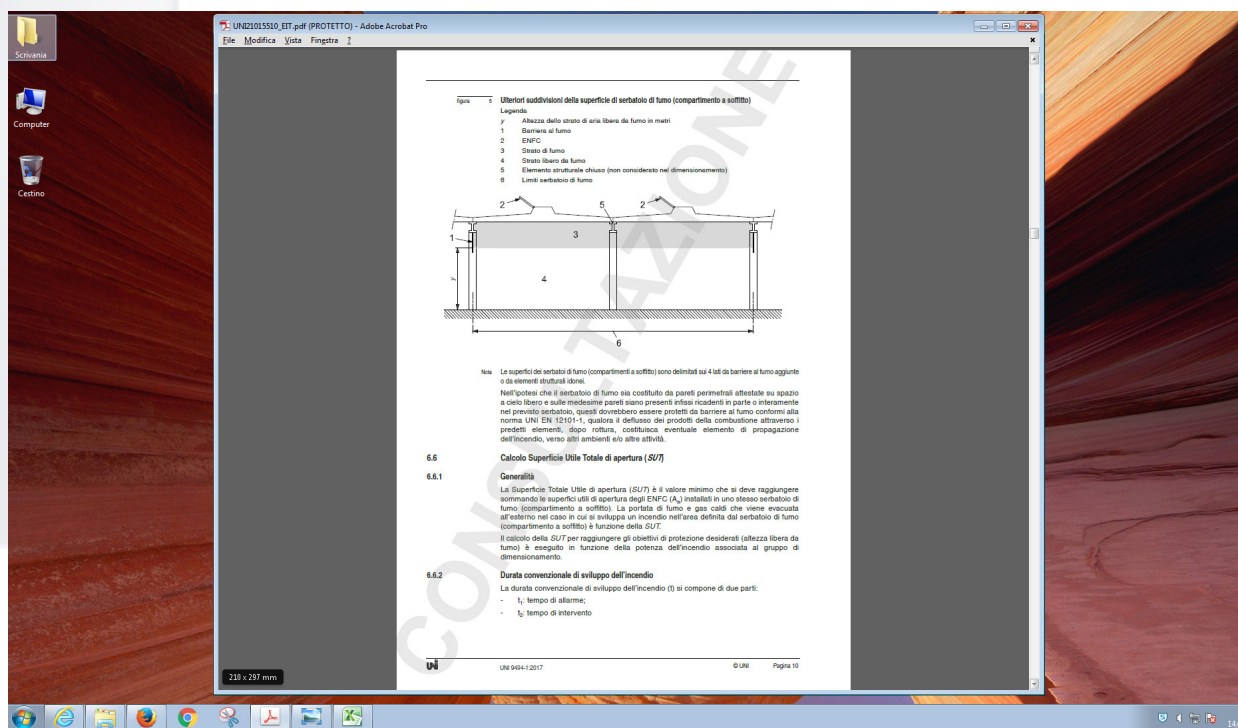 UNI21015510_EIT.pdf (PROTETTO) - Adobe Acrobat Pro
File Modifica Vista Finestra ?
Scrivania
Computer
Cestino
figura 5 Ulteriori suddivisioni della superficie di serbatoio di fumo (compartimento a soffitto)
Legenda
y Altezza dello strato di aria libera da fumo in metri
1 Barriera al fumo
2 ENFC
3 Strato di fumo
4 Strato libero da fumo
5 Elemento strutturale chiuso (non considerato nel dimensionamento)
6 Limiti serbatoio di fumo
2 5 2
1 3
y 4
6
Nota Le superfici dei serbatoi di fumo (compartimenti a soffitto) sono delimitati sui 4 lati da barriere al fumo aggiunte
o da elementi strutturali idonei.
Nell'ipotesi che il serbatoio di fumo sia costituito da pareti perimetrali attestate su spazio
a cielo libero e sulle medesime pareti siano presenti infissi ricadenti in parte o interamente
nel previsto serbatoio, questi dovrebbero essere protetti da barriere al fumo conformi alla
norma UNI EN 12101-1, qualora il deflusso dei prodotti della combustione attraverso i
predetti elementi, dopo rottura, costituisca eventuale elemento di propagazione
dell'incendio, verso altri ambienti e/o altre attività.
6.6 Calcolo Superficie Utile Totale di apertura (SUT)
6.6.1 Generalità
La Superficie Totale Utile di apertura (SUT) è il valore minimo che si deve raggiungere
sommando le superfici utili di apertura degli ENFC (Aa) installati in uno stesso serbatoio di
fumo (compartimento a soffitto). La portata di fumo e gas caldi che viene evacuata
all'esterno nel caso in cui si sviluppa un incendio nell'area definita dal serbatoio di fumo
(compartimento a soffitto) è funzione della SUT.
Il calcolo della SUT per raggiungere gli obiettivi di protezione desiderati (altezza libera da
fumo) è eseguito in funzione della potenza dell'incendio associata al gruppo di
dimensionamento.
6.6.2 Durata convenzionale di sviluppo dell'incendio
La durata convenzionale di sviluppo dell'incendio (t) si compone di due parti:
- t1: tempo di allarme;
- t2: tempo di intervento
CONSULTAZIONE
UNI UNI 9494-1:2017 © UNI Pagina 10
210 x 297 mm
14